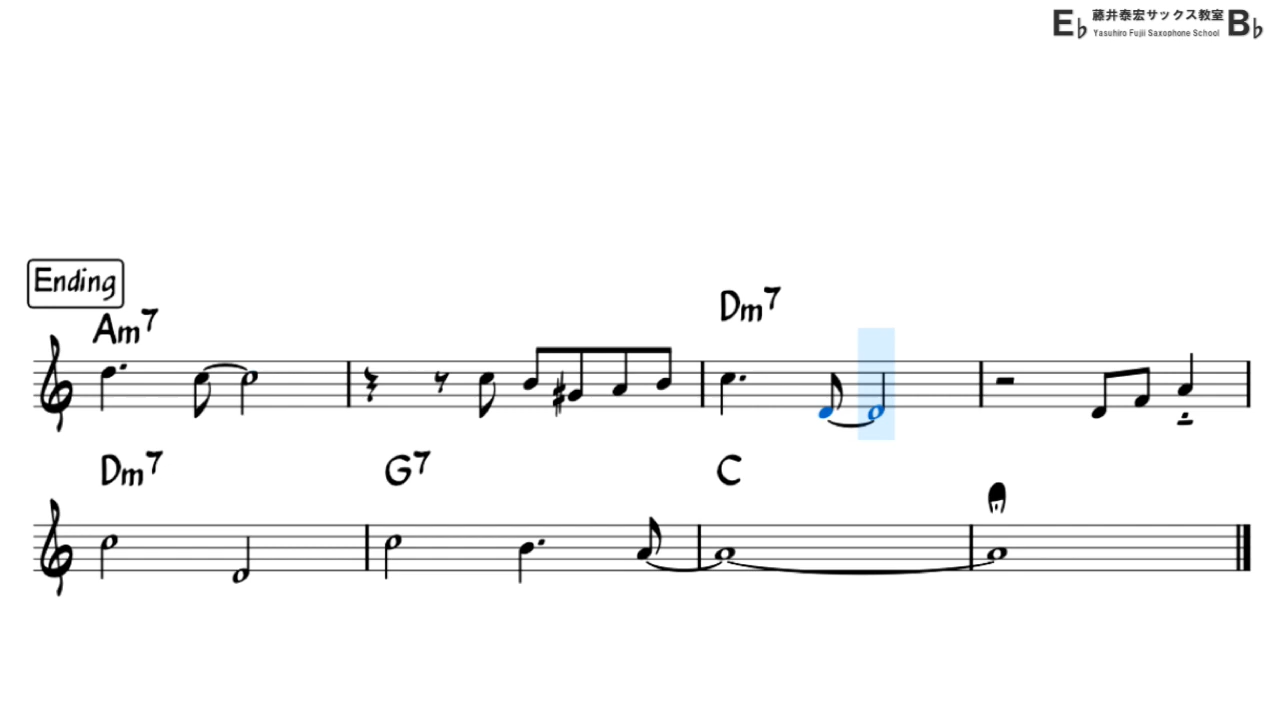 E♭ 藤井泰宏サックス教室 B♭
Yasuhiro Fujii Saxophone School
Ending
Am7
Dm7
Dm7 G7 C